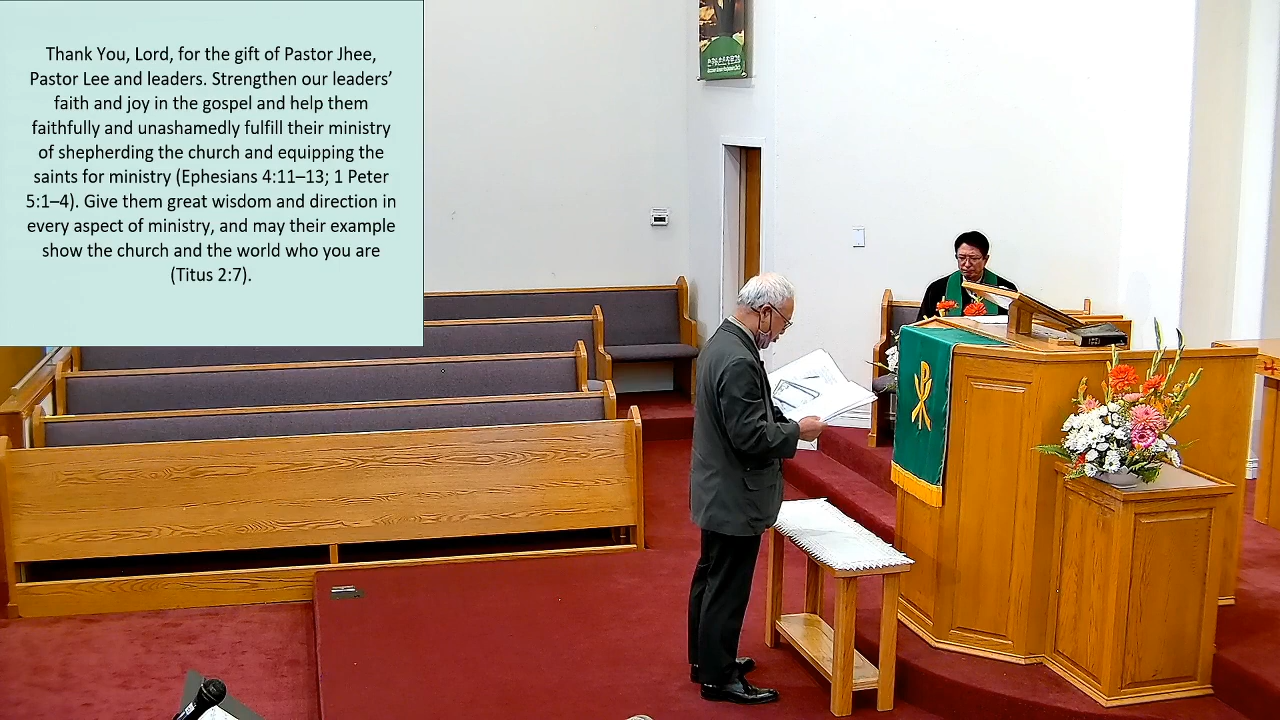 Thank You, Lord, for the gift of Pastor Jhee,
Pastor Lee and leaders. Strengthen our leaders’
faith and joy in the gospel and help them
faithfully and unashamedly fulfill their ministry
of shepherding the church and equipping the
saints for ministry (Ephesians 4:11–13; 1 Peter
5:1–4). Give them great wisdom and direction in
every aspect of ministry, and may their example
show the church and the world who you are
(Titus 2:7).